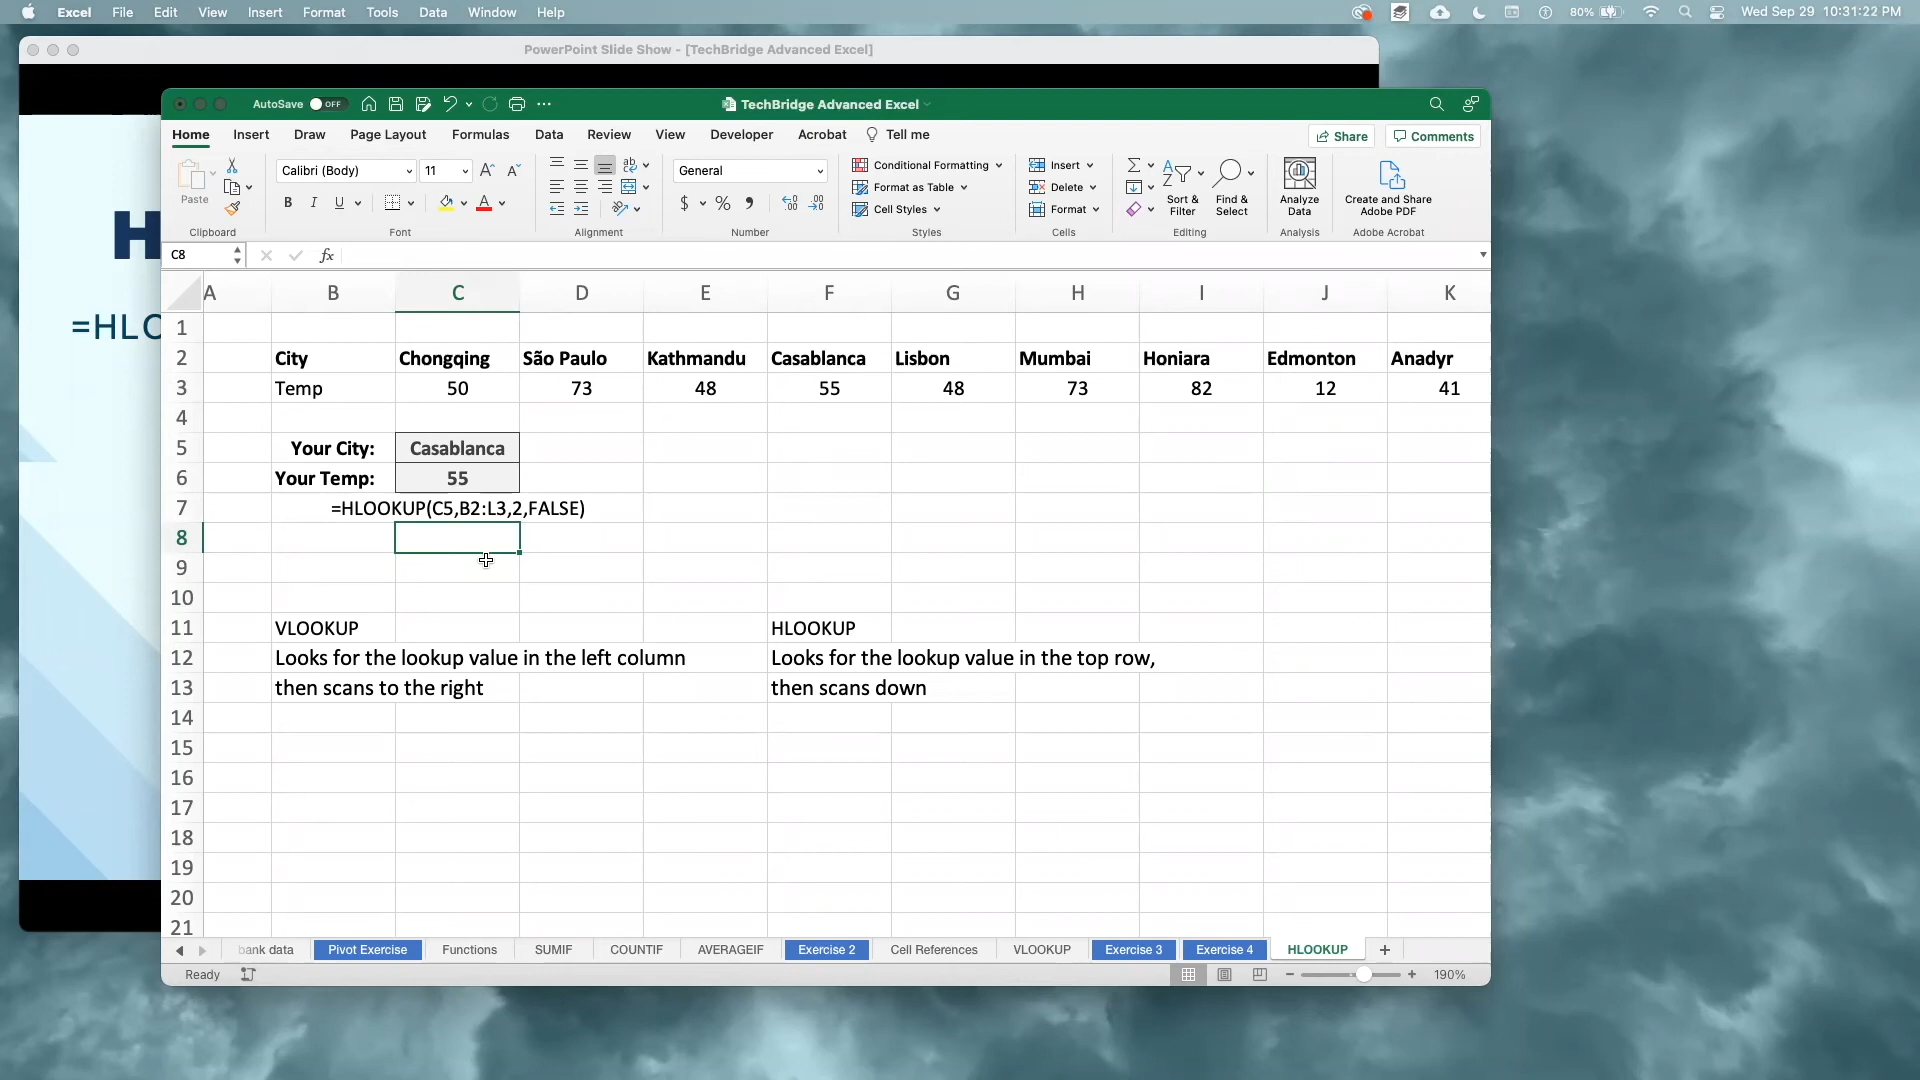 Excel File Edit View Insert Format Tools Data Window Help 80% Wed Sep 29 10:31:22 PM
PowerPoint Slide Show - [TechBridge Advanced Excel]
AutoSave OFF TechBridge Advanced Excel
Home Insert Draw Page Layout Formulas Data Review View Developer Acrobat Tell me Share Comments
Paste Calibri (Body) 11 General Conditional Formatting Insert Sort & Filter Find & Select Analyze Data Create and Share Adobe PDF
Format as Table Delete
Cell Styles Format
Clipboard Font Alignment Number Styles Cells Editing Analysis Adobe Acrobat
C8 fx
A B C D E F G H I J K
H
=HLO
1
2 City Chongqing São Paulo Kathmandu Casablanca Lisbon Mumbai Honiara Edmonton Anadyr
3 Temp 50 73 48 55 48 73 82 12 41
4
5 Your City: Casablanca
6 Your Temp: 55
7 =HLOOKUP(C5,B2:L3,2,FALSE)
8
9
10
11 VLOOKUP HLOOKUP
12 Looks for the lookup value in the left column Looks for the lookup value in the top row,
13 then scans to the right then scans down
14
15
16
17
18
19
20
21
bank data Pivot Exercise Functions SUMIF COUNTIF AVERAGEIF Exercise 2 Cell References VLOOKUP Exercise 3 Exercise 4 HLOOKUP +
Ready 190%